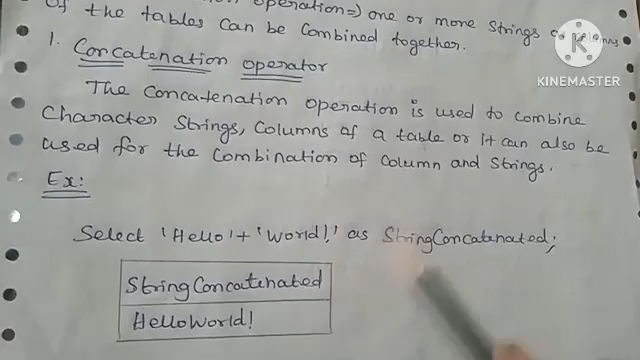 operation=) one or more Strings or columns
of the tables can be combined together.
1. Concatenation operator
The Concatenation operation is used to combine
Character Strings, Columns of a table or it can also be
used for the Combination of Column and Strings.
Ex:
Select 'Hello' + 'World!' as StringConcatenated;
StringConcatenated
HelloWorld!
KINEMASTER